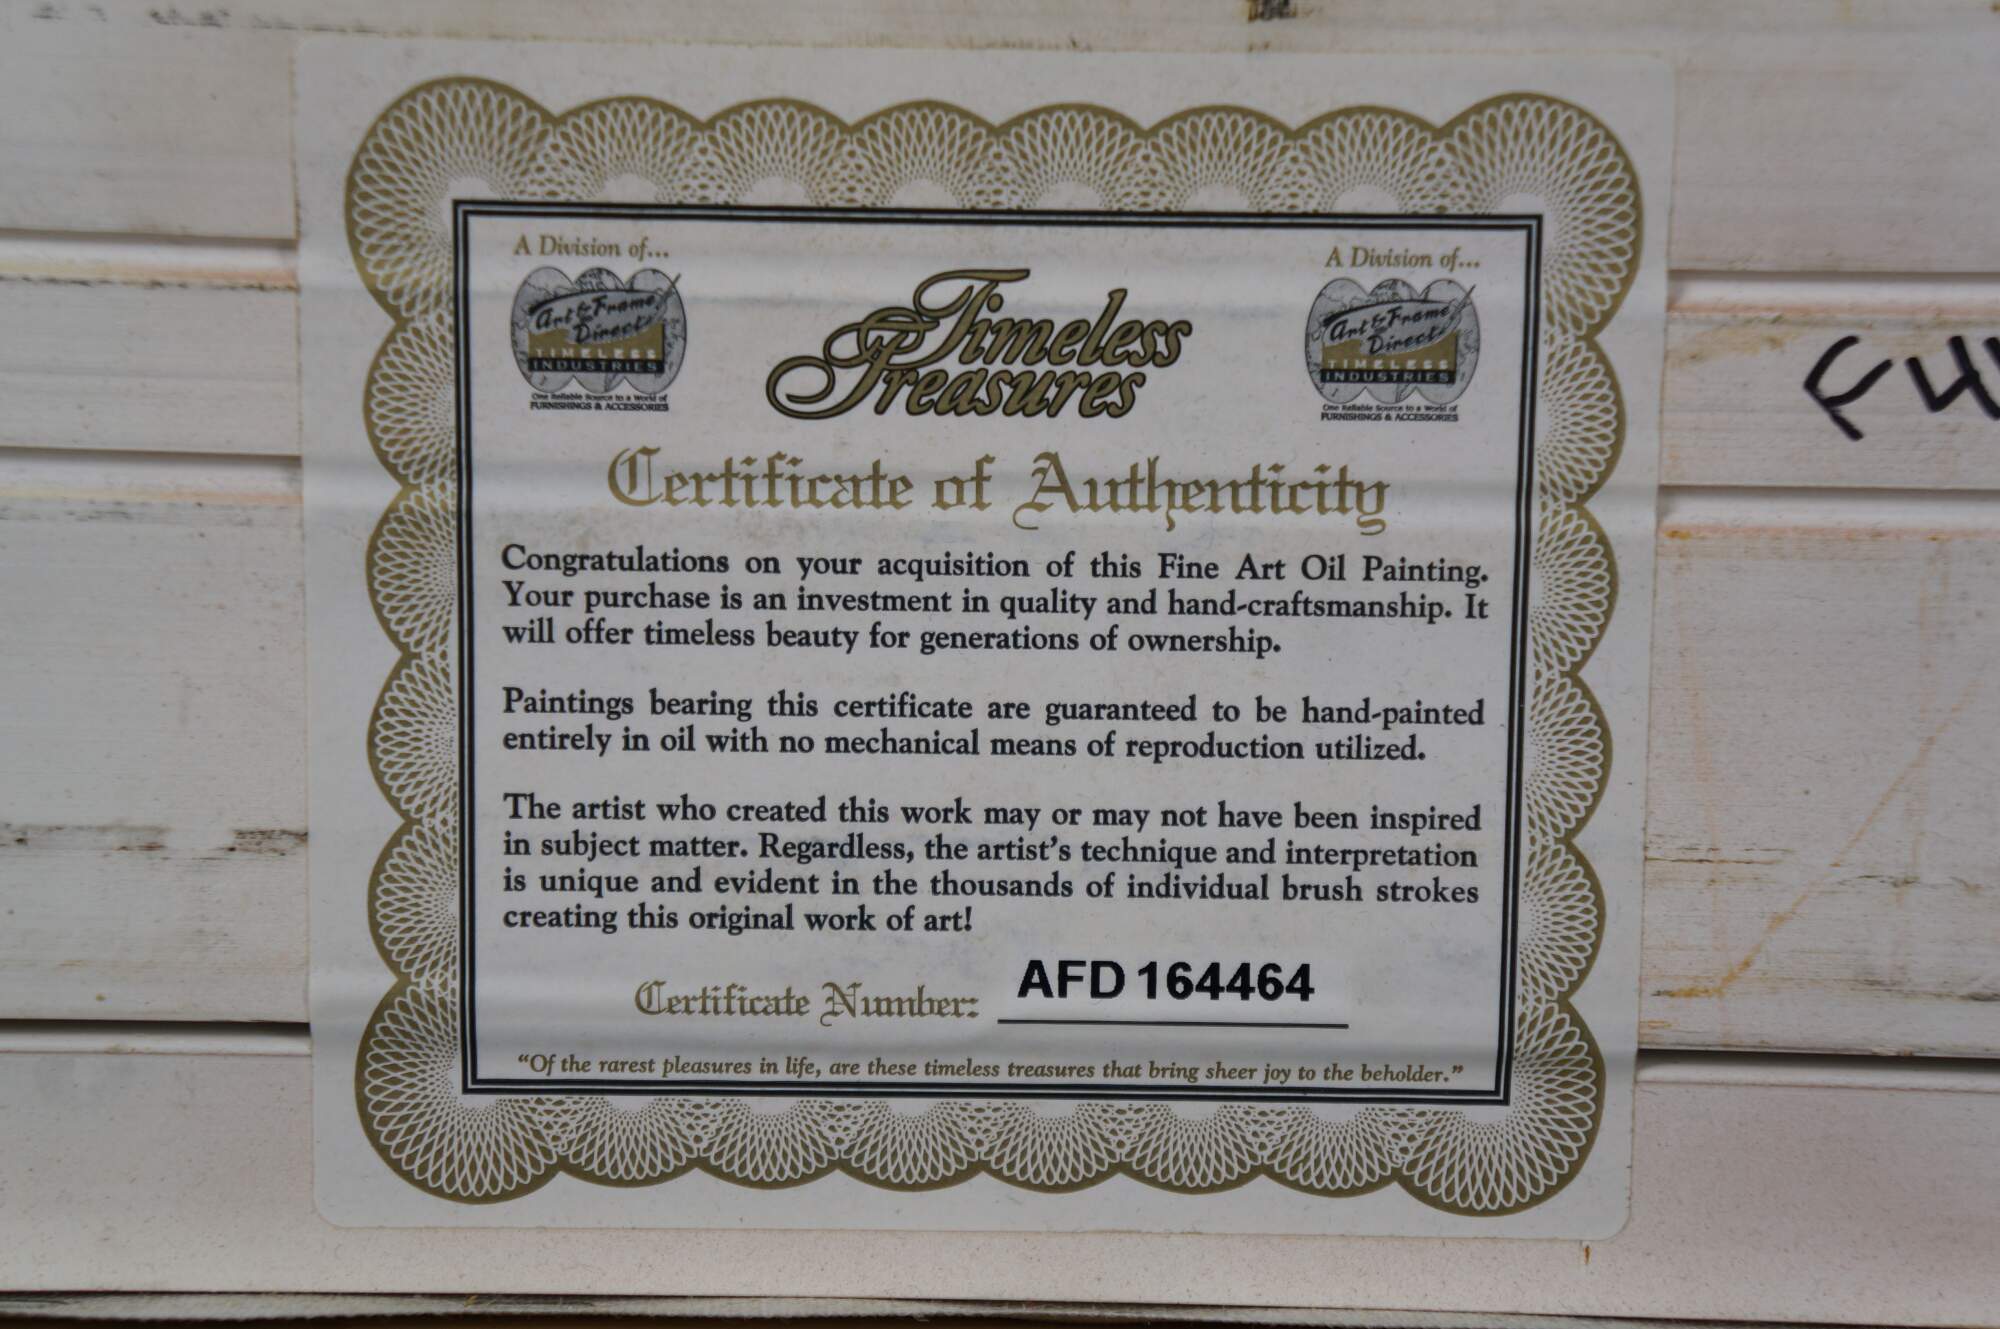 A Division of...
A Division of...
Art & Frame
Direct
TIMELESS
INDUSTRIES
One Reliable Source to a World of
FURNISHINGS & ACCESSORIES
Timeless
Treasures
Art & Frame
Direct
TIMELESS
INDUSTRIES
One Reliable Source to a World of
FURNISHINGS & ACCESSORIES
Certificate of Authenticity
Congratulations on your acquisition of this Fine Art Oil Painting.
Your purchase is an investment in quality and hand-craftsmanship. It
will offer timeless beauty for generations of ownership.
Paintings bearing this certificate are guaranteed to be hand-painted
entirely in oil with no mechanical means of reproduction utilized.
The artist who created this work may or may not have been inspired
in subject matter. Regardless, the artist's technique and interpretation
is unique and evident in the thousands of individual brush strokes
creating this original work of art!
Certificate Number: AFD 164464
"Of the rarest pleasures in life, are these timeless treasures that bring sheer joy to the beholder."